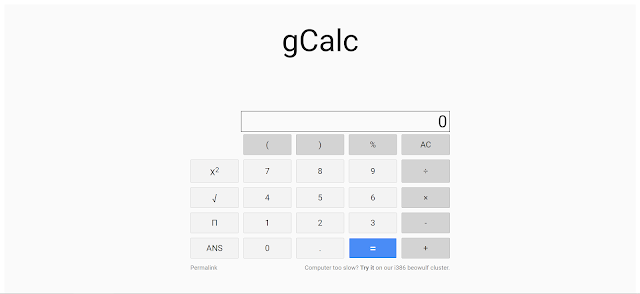 gCalc
0
( ) % AC
X² 7 8 9 ÷
√ 4 5 6 ×
Π 1 2 3 -
ANS 0 . = +
Permalink Computer too slow? Try it on our i386 beowulf cluster.